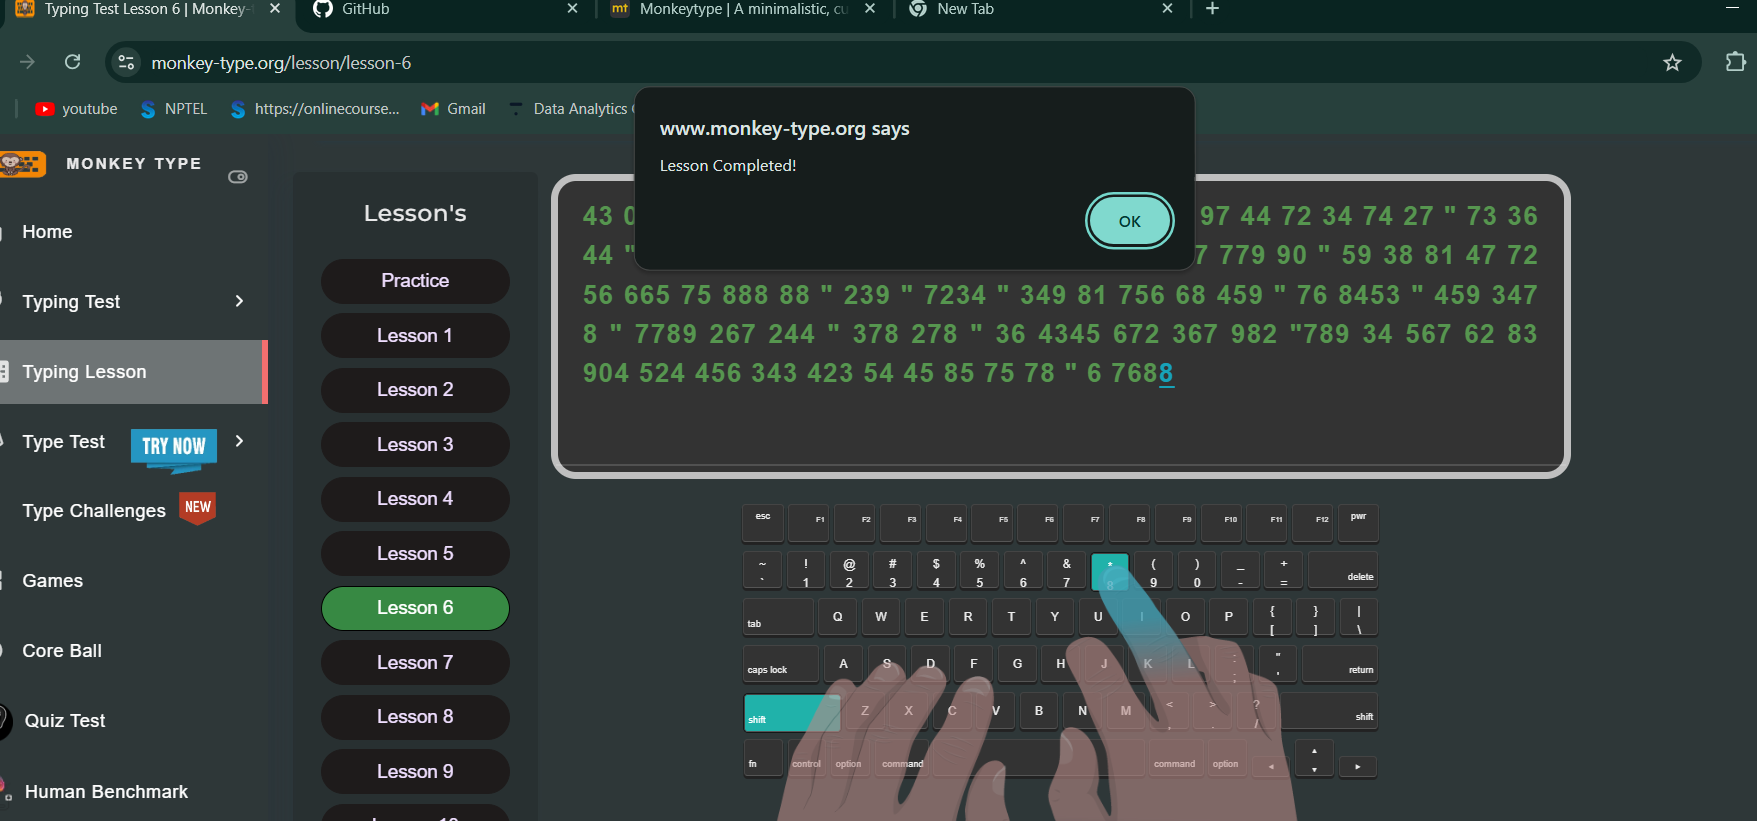 Typing Test Lesson 6 | Monkey-
GitHub
mt
Monkeytype | A minimalistic, cu
New Tab
monkey-type.org/lesson/lesson-6
youtube
NPTEL
https://onlinecourse...
Gmail
Data Analytics
www.monkey-type.org says
Lesson Completed!
OK
MONKEY TYPE
Home
Typing Test
Typing Lesson
Type Test
TRY NOW
Type Challenges
NEW
Games
Core Ball
Quiz Test
Human Benchmark
Lesson's
Practice
Lesson 1
Lesson 2
Lesson 3
Lesson 4
Lesson 5
Lesson 6
Lesson 7
Lesson 8
Lesson 9
43 97 44 72 34 74 27 " 73 36
44 " 779 90 " 59 38 81 47 72
56 665 75 888 88 " 239 " 7234 " 349 81 756 68 459 " 76 8453 " 459 347
8 " 7789 267 244 " 378 278 " 36 4345 672 367 982 "789 34 567 62 83
904 524 456 343 423 54 45 85 75 78 " 6 7688
esc F1 F2 F3 F4 F5 F6 F7 F8 F9 F10 F11 F12 pwr
~ ! @ # $ % ^ & * ( ) _ +
` 1 2 3 4 5 6 7 8 9 0 - = delete
tab Q W E R T Y U I O P { [ } ] | \
caps lock A S D F G H J K L : ; " ' return
shift Z X C V B N M < , > . ? / shift
fn control option command command option ◄ ▲ ▼ ►